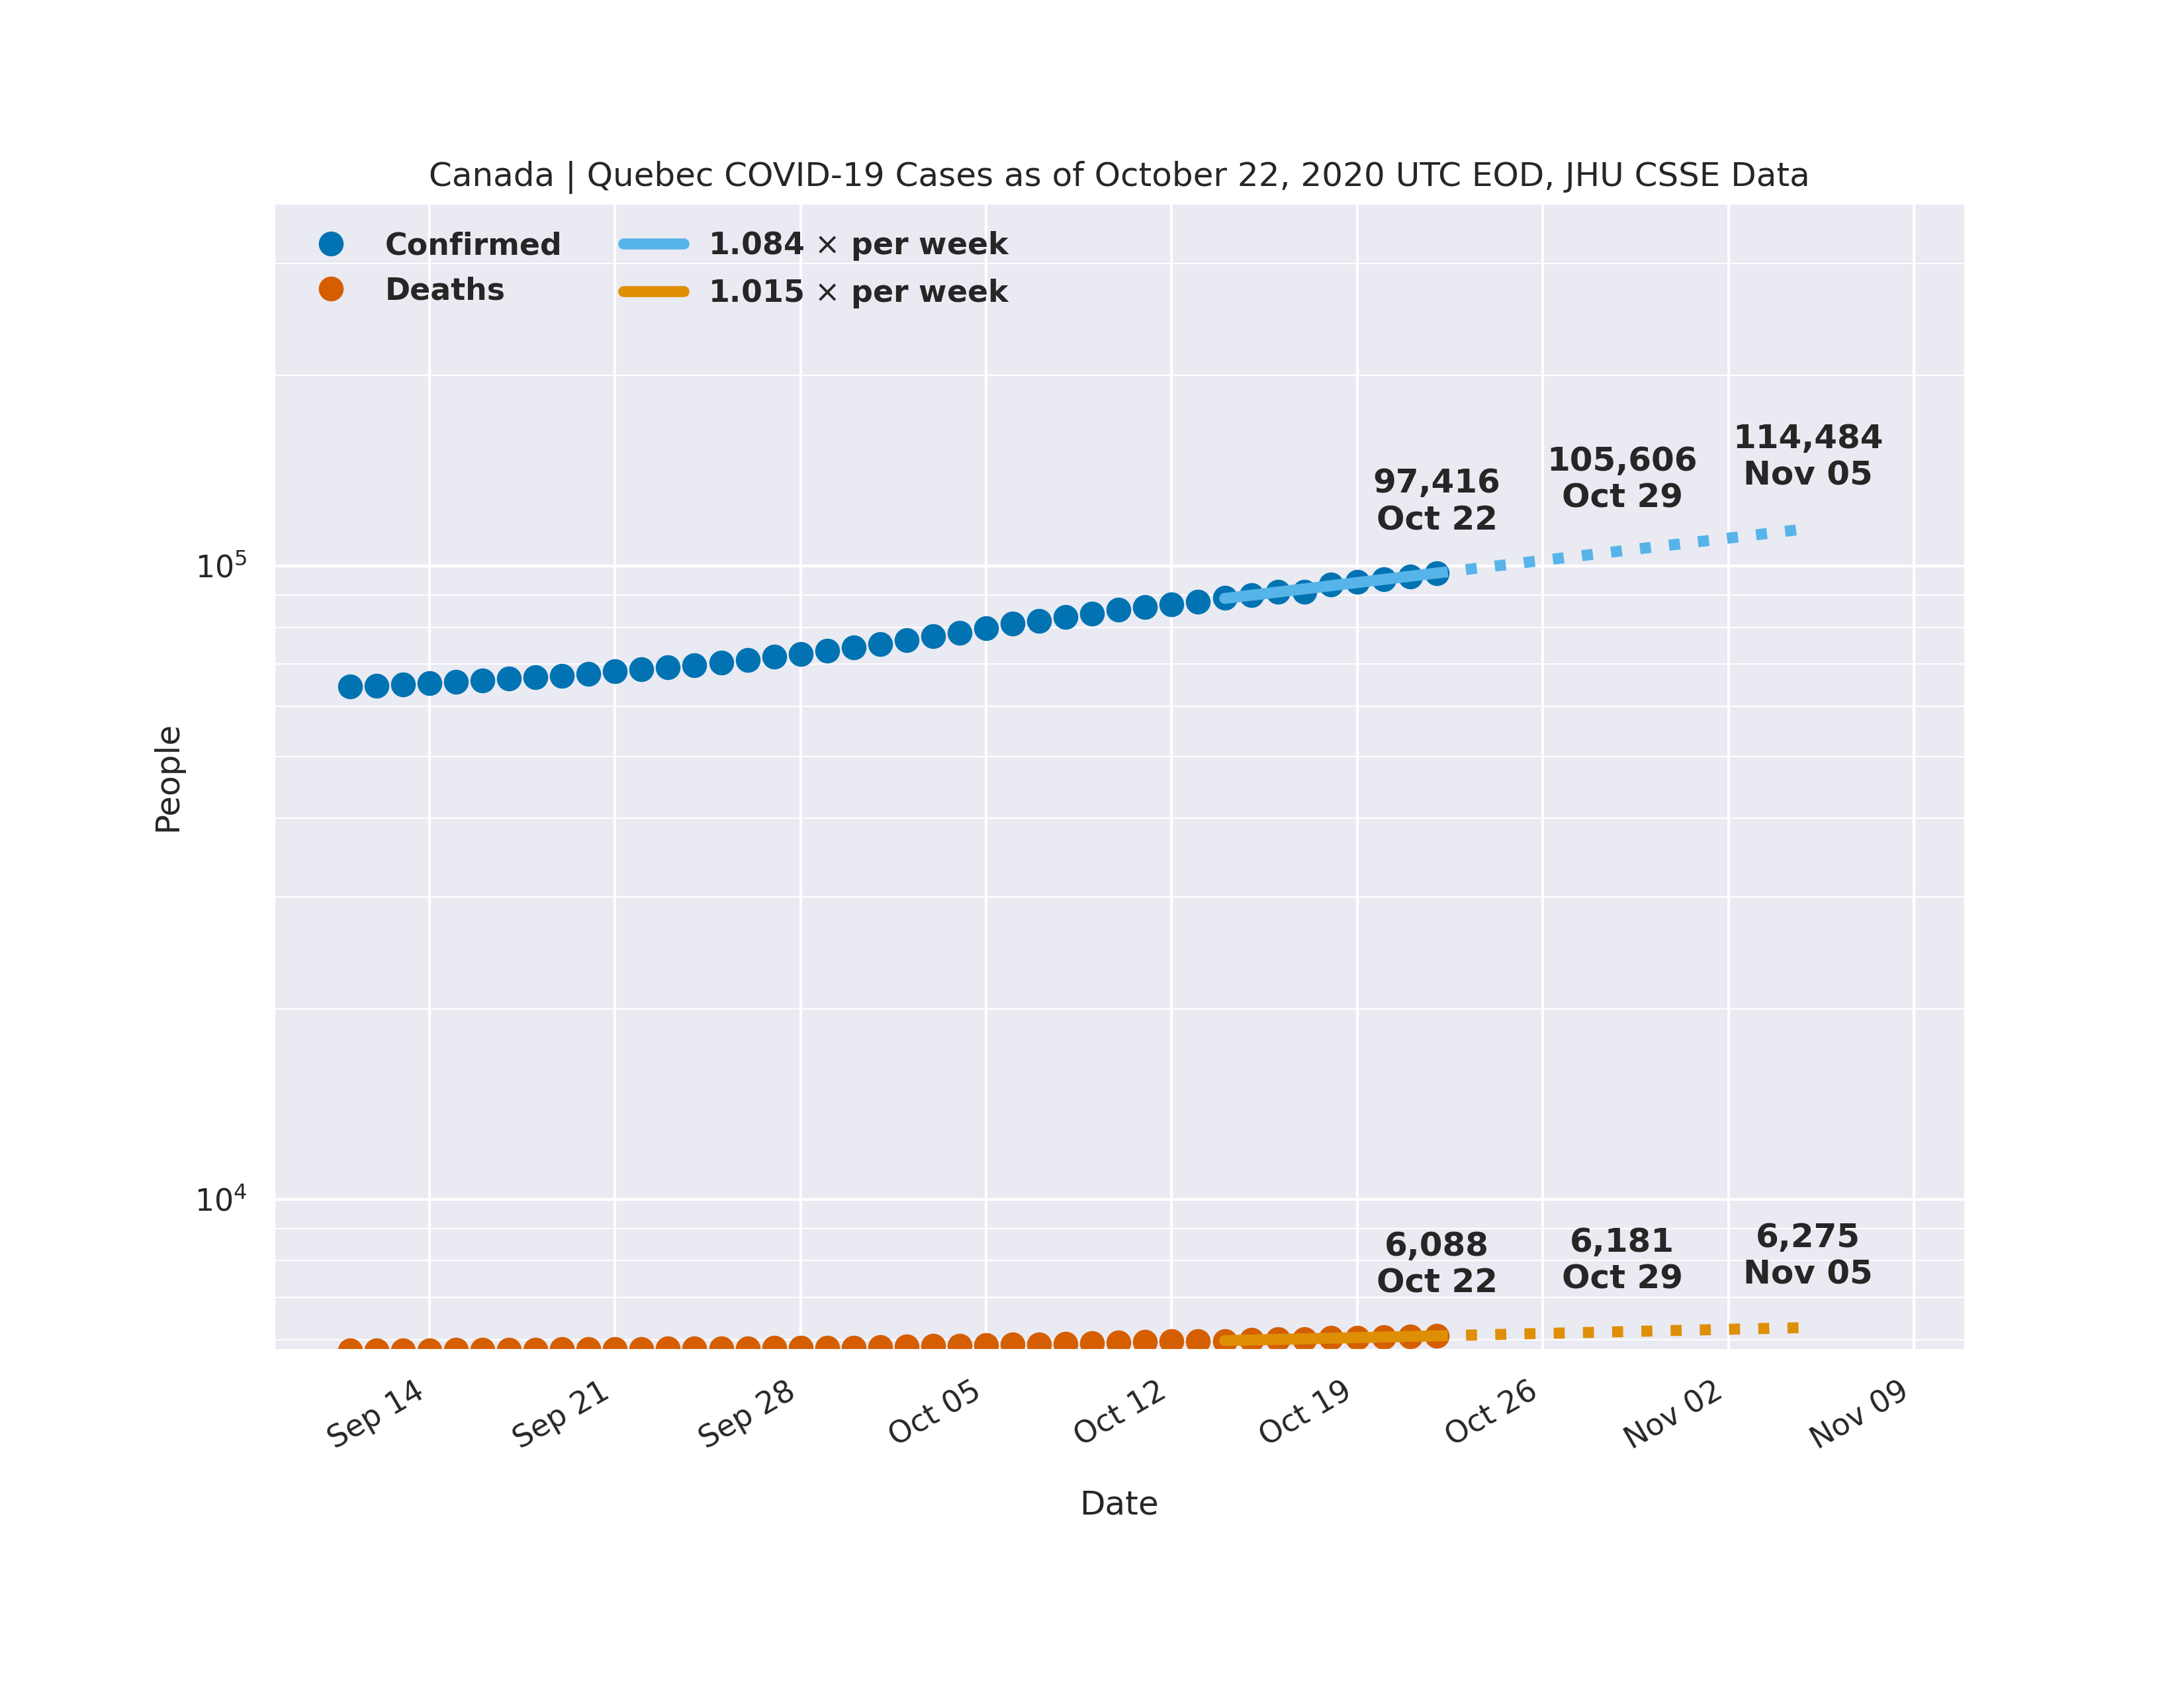 Canada | Quebec COVID-19 Cases as of October 22, 2020 UTC EOD, JHU CSSE Data
Confirmed
Deaths
1.084 × per week
1.015 × per week
97,416
Oct 22
105,606
Oct 29
114,484
Nov 05
10⁵
People
10⁴
6,088
Oct 22
6,181
Oct 29
6,275
Nov 05
Sep 14
Sep 21
Sep 28
Oct 05
Oct 12
Oct 19
Oct 26
Nov 02
Nov 09
Date